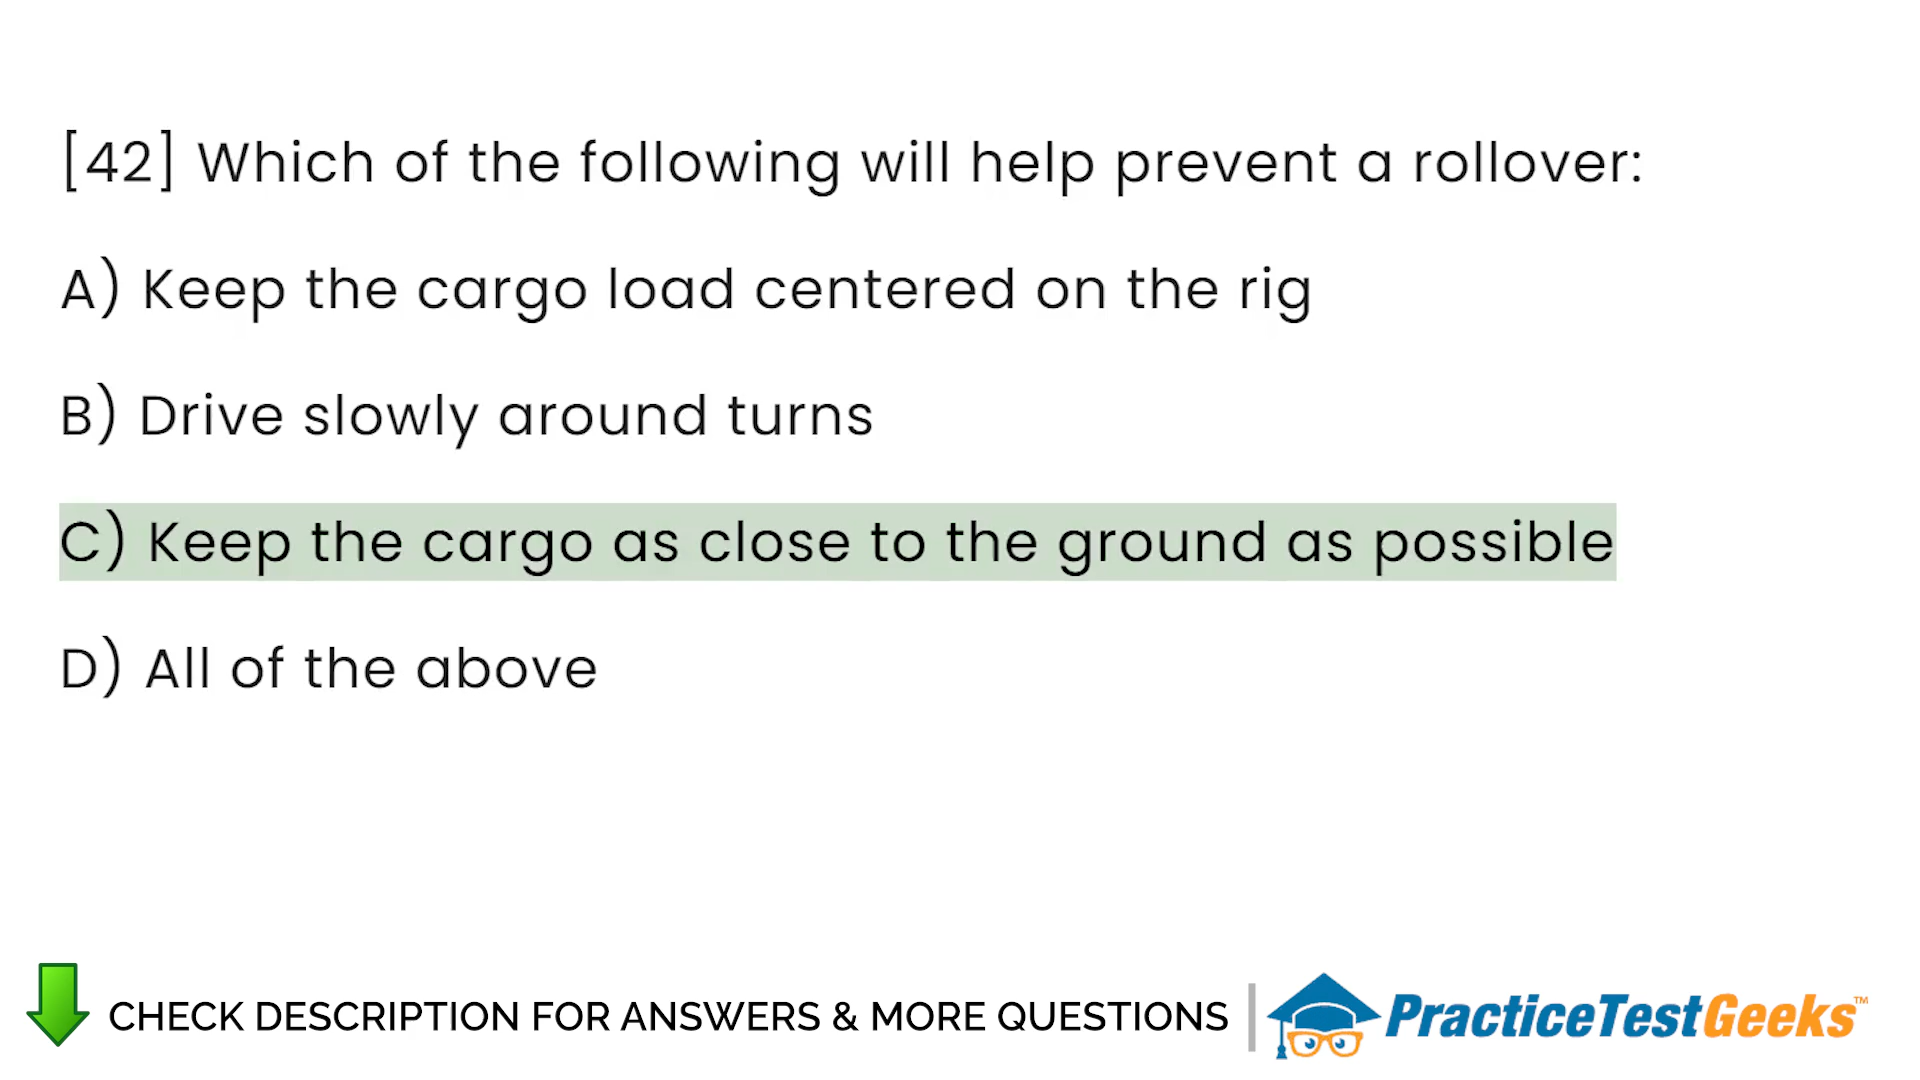 [42] Which of the following will help prevent a rollover:
A) Keep the cargo load centered on the rig
B) Drive slowly around turns
C) Keep the cargo as close to the ground as possible
D) All of the above
CHECK DESCRIPTION FOR ANSWERS & MORE QUESTIONS
PracticeTestGeeks™